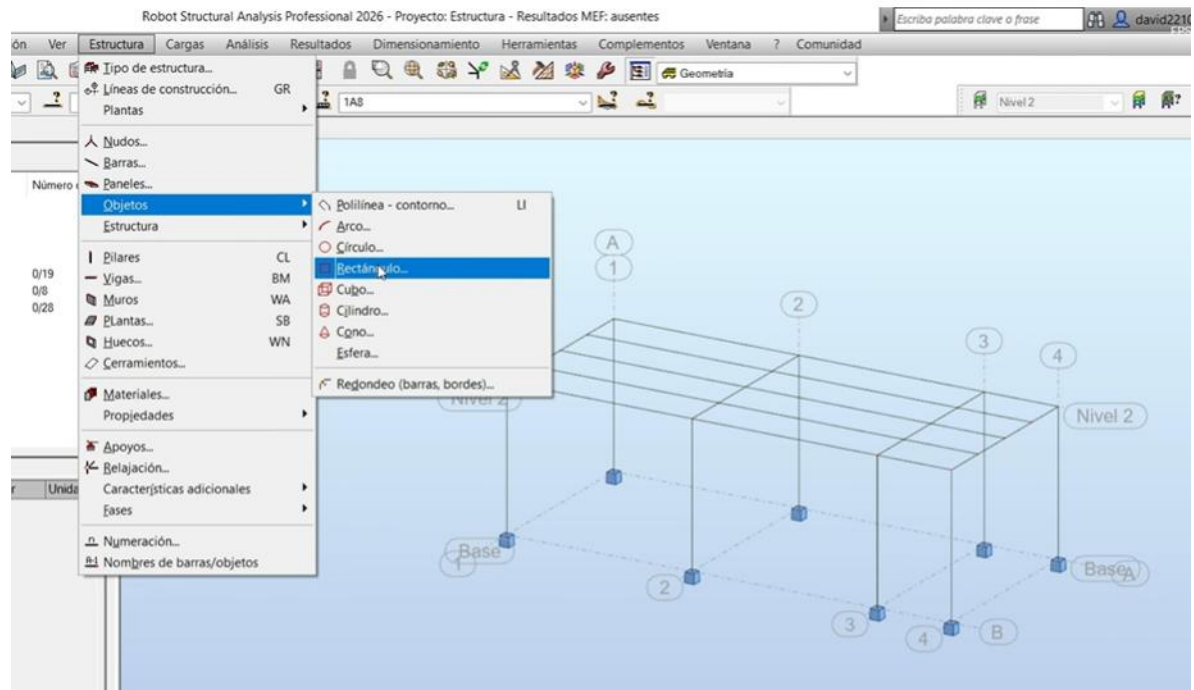 Robot Structural Analysis Professional 2026 - Proyecto: Estructura - Resultados MEF: ausentes
Escriba palabra clave o frase
david2210
ón Ver Estructura Cargas Análisis Resultados Dimensionamiento Herramientas Complementos Ventana ? Comunidad
Geometria
1A8
Nivel 2
Número
0/19
0/8
0/28
Unida
Tipo de estructura...
Líneas de construcción... GR
Plantas
Nudos...
Barras...
Paneles...
Objetos
Estructura
Pilares CL
Vigas... BM
Muros WA
PLantas... SB
Huecos... WN
Cerramientos...
Materiales...
Propjedades
Apoyos...
Relajación...
Características adicionales
Fases
Numeración...
Nombres de barras/objetos
Polilínea - contorno... LI
Arco...
Círculo...
Rectángulo...
Cubo...
Cilindro...
Cono...
Esfera...
Redondeo (barras, bordes)...
A
1
2
3
4
Nivel 2
Nivel 2
Base
1
2
3
4
B
Base
A